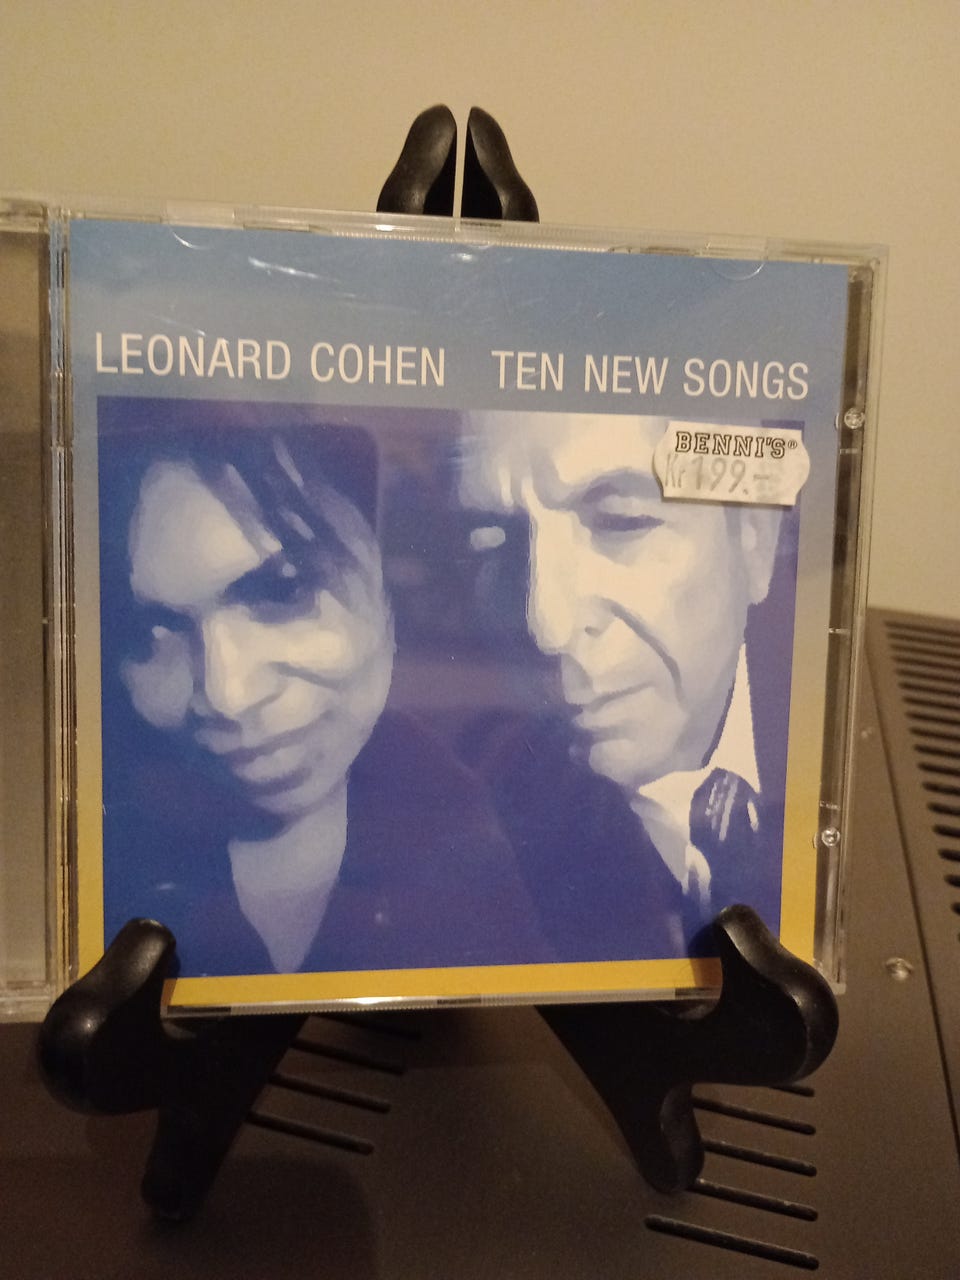 LEONARD COHEN TEN NEW SONGS
BENNI'S®
Kr 199.-